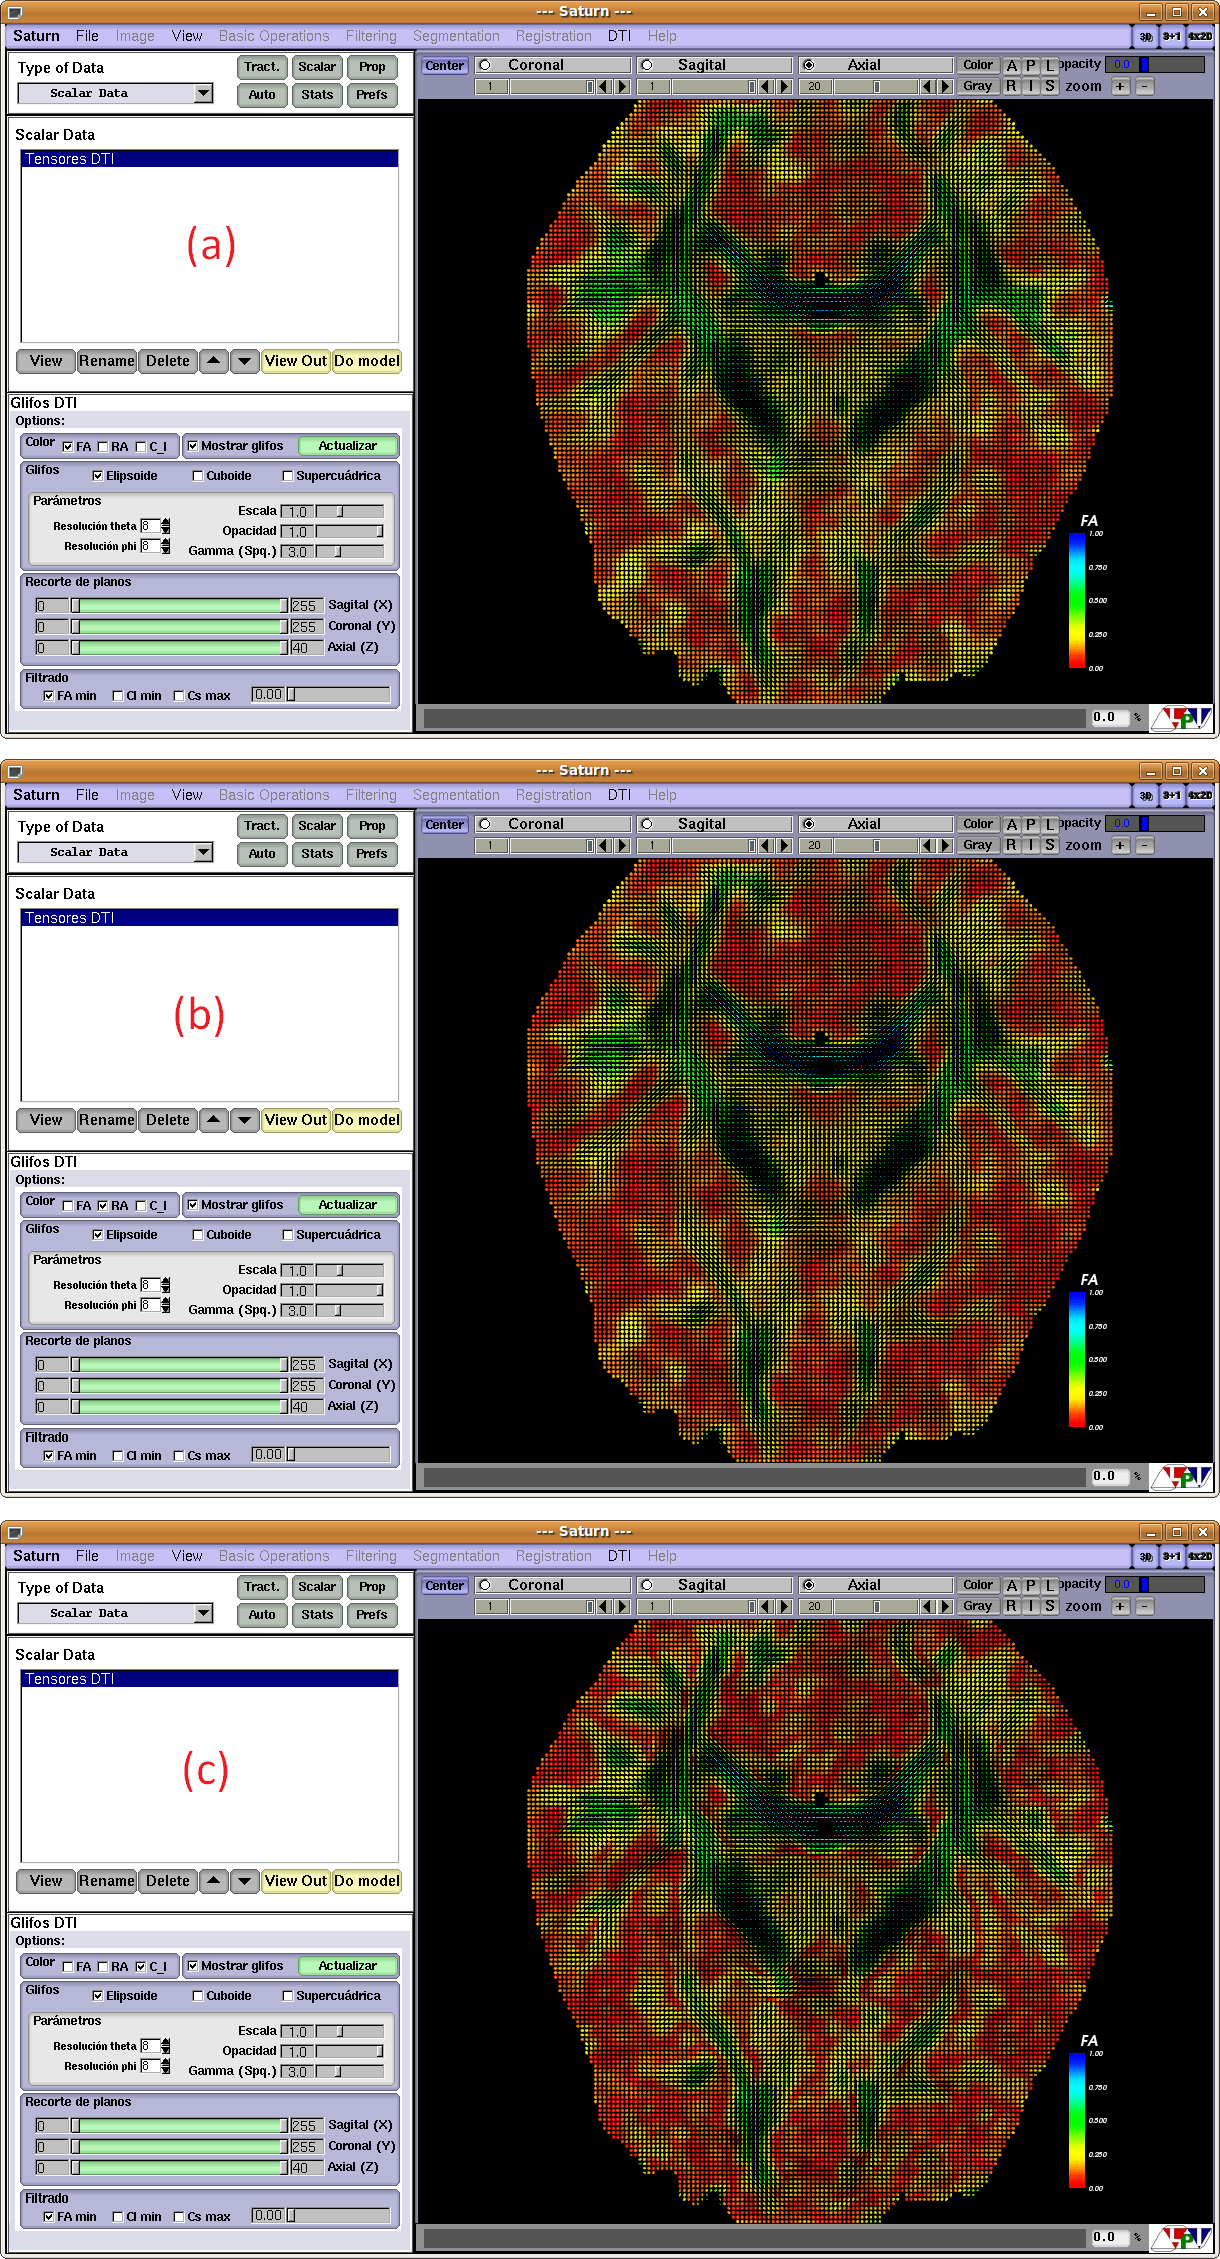 --- Saturn ---
Saturn File Image View Basic Operations Filtering Segmentation Registration DTI Help 3D 3+1 4x2D
Type of Data Tract. Scalar Prop
Scalar Data Auto Stats Prefs
Center Coronal Sagital Axial Color A P L opacity 0.0
1 1 20 Gray R I S zoom + -
Scalar Data
Tensores DTI
(a)
View Rename Delete View Out Do model
Glifos DTI
Options:
Color FA RA C_l Mostrar glifos Actualizar
Glifos Elipsoide Cuboide Supercuádrica
Parámetros
Escala 1.0
Resolución theta 8
Opacidad 1.0
Resolución phi 8
Gamma (Spq.) 3.0
Recorte de planos
0 255 Sagital (X)
0 255 Coronal (Y)
0 40 Axial (Z)
Filtrado
FA min Cl min Cs max 0.00
FA
1.00
0.750
0.500
0.250
0.00
0.0 %
--- Saturn ---
Saturn File Image View Basic Operations Filtering Segmentation Registration DTI Help 3D 3+1 4x2D
Type of Data Tract. Scalar Prop
Scalar Data Auto Stats Prefs
Center Coronal Sagital Axial Color A P L opacity 0.0
1 1 20 Gray R I S zoom + -
Scalar Data
Tensores DTI
(b)
View Rename Delete View Out Do model
Glifos DTI
Options:
Color FA RA C_l Mostrar glifos Actualizar
Glifos Elipsoide Cuboide Supercuádrica
Parámetros
Escala 1.0
Resolución theta 8
Opacidad 1.0
Resolución phi 8
Gamma (Spq.) 3.0
Recorte de planos
0 255 Sagital (X)
0 255 Coronal (Y)
0 40 Axial (Z)
Filtrado
FA min Cl min Cs max 0.00
FA
1.00
0.750
0.500
0.250
0.00
0.0 %
--- Saturn ---
Saturn File Image View Basic Operations Filtering Segmentation Registration DTI Help 3D 3+1 4x2D
Type of Data Tract. Scalar Prop
Scalar Data Auto Stats Prefs
Center Coronal Sagital Axial Color A P L opacity 0.0
1 1 20 Gray R I S zoom + -
Scalar Data
Tensores DTI
(c)
View Rename Delete View Out Do model
Glifos DTI
Options:
Color FA RA C_l Mostrar glifos Actualizar
Glifos Elipsoide Cuboide Supercuádrica
Parámetros
Escala 1.0
Resolución theta 8
Opacidad 1.0
Resolución phi 8
Gamma (Spq.) 3.0
Recorte de planos
0 255 Sagital (X)
0 255 Coronal (Y)
0 40 Axial (Z)
Filtrado
FA min Cl min Cs max 0.00
FA
1.00
0.750
0.500
0.250
0.00
0.0 %